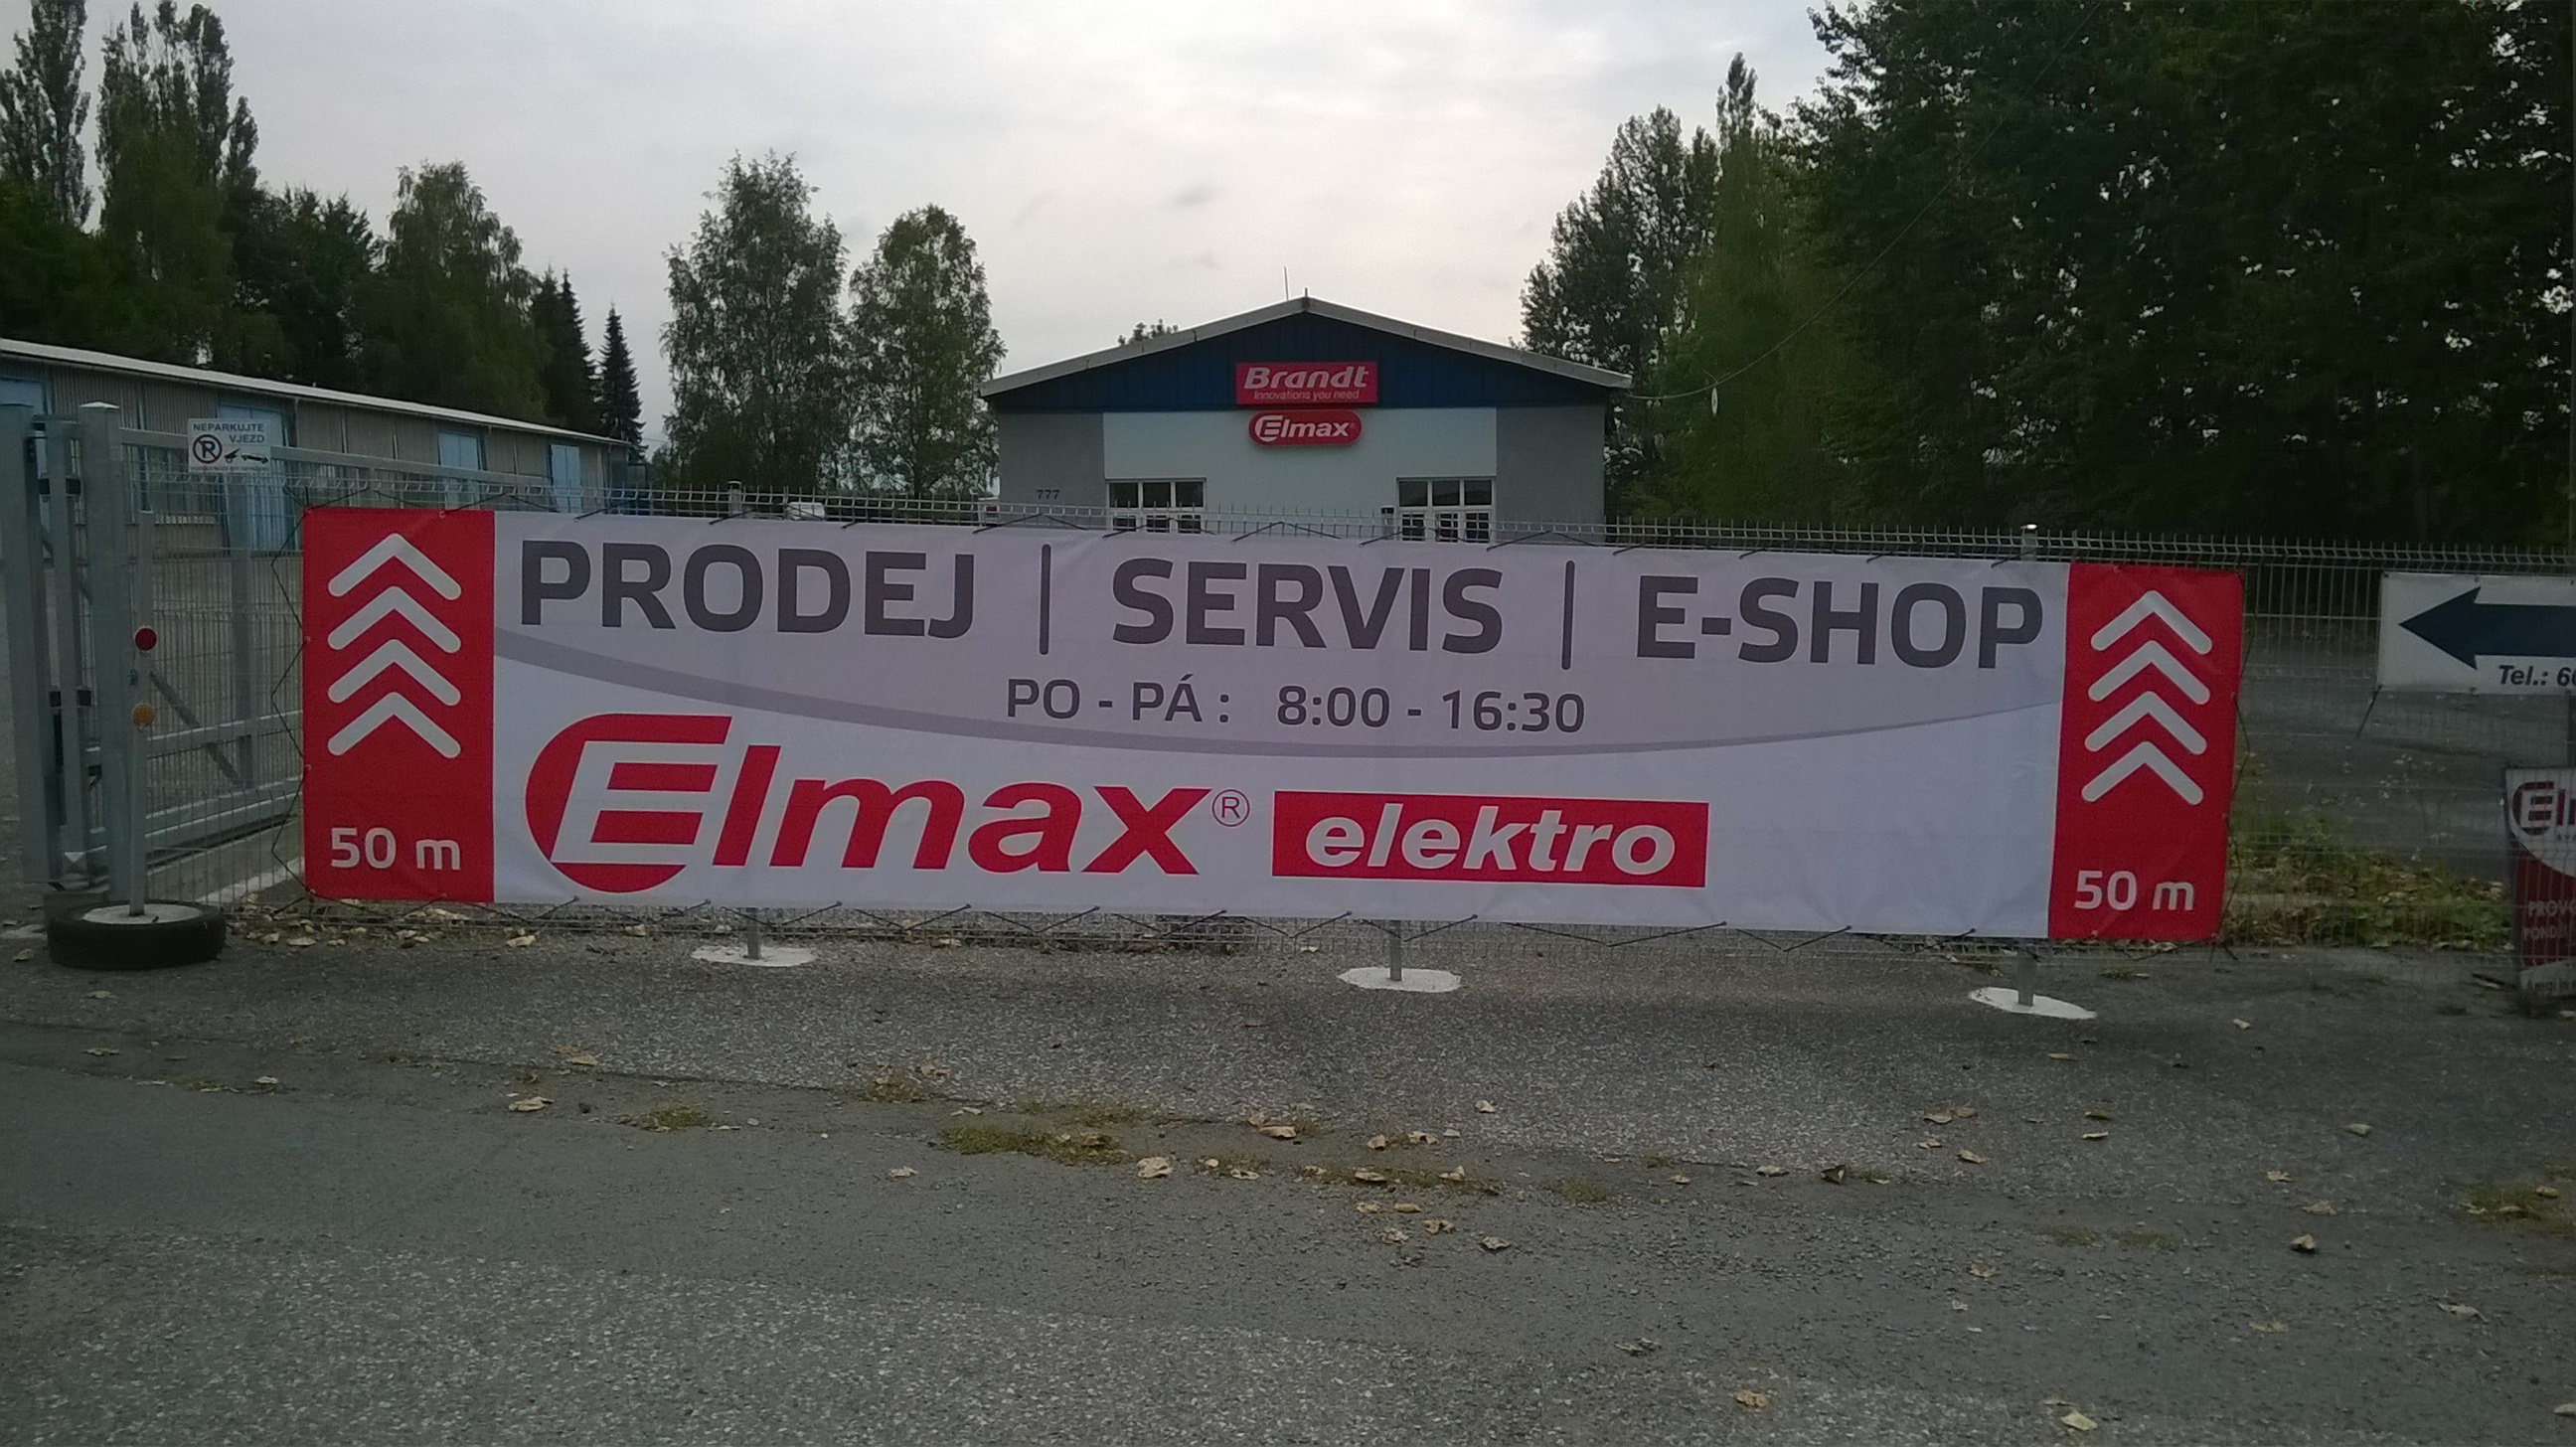 Brandt
Innovations you need
Elmax
NEPARKUJTE
VJEZD
777
PRODEJ | SERVIS | E-SHOP
PO - PÁ : 8:00 - 16:30
Elmax® elektro
50 m
50 m
Tel.: 6